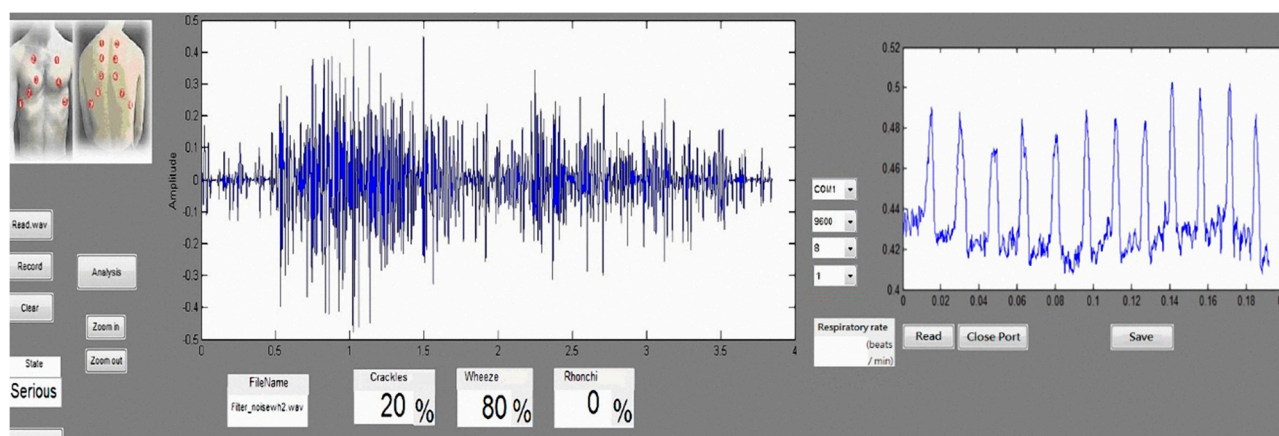 Read.wav
Record
Clear
Analysis
Zoom in
Zoom out
State
Serious
Amplitude
0.5
0.4
0.3
0.2
0.1
0
-0.1
-0.2
-0.3
-0.4
-0.5
0 0.5 1 1.5 2 2.5 3 3.5 4
FileName
Filter_noisewh2.wav
Crackles
20 %
Wheeze
80 %
Rhonchi
0 %
COM1
9600
8
1
Respiratory rate
(beats
/ min)
0.52
0.5
0.48
0.46
0.44
0.42
0.4
0 0.02 0.04 0.06 0.08 0.1 0.12 0.14 0.16 0.18
Read
Close Port
Save